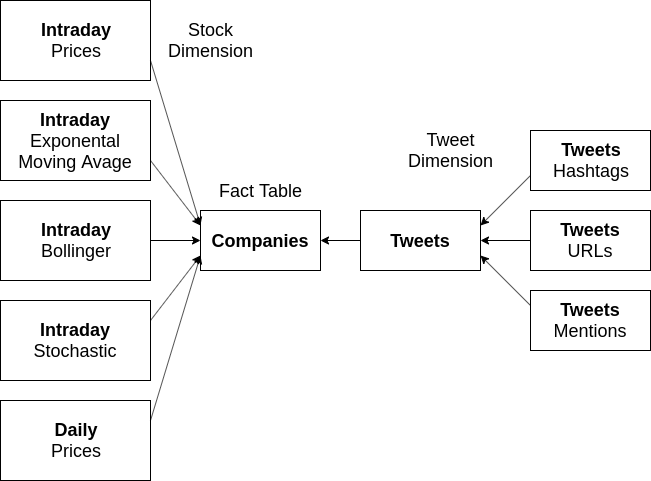 Intraday
Prices
Stock
Dimension
Intraday
Exponential
Moving Avage
Tweet
Dimension
Tweets
Hashtags
Fact Table
Intraday
Bollinger
Companies
Tweets
Tweets
URLs
Intraday
Stochastic
Tweets
Mentions
Daily
Prices